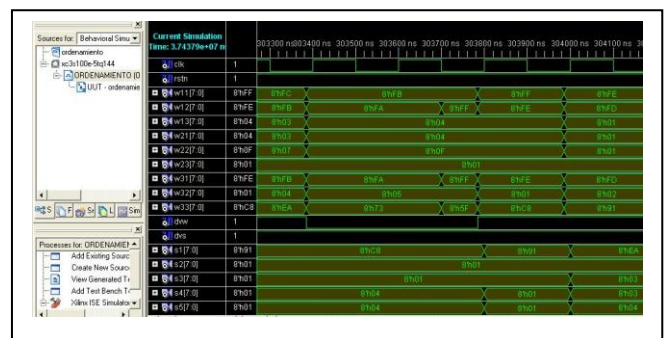 Sources for: Behavioral Simu
ordenamiento
xc3s100e-5tq144
ORDENAMIENTO (0
UUT - ordenamie
Sim
Processes for: ORDENAMIEN
Add Existing Sourc
Create New Sourc
View Generated Te
Add Test Bench T
Xilinx ISE Simulator
Current Simulation
Time: 3.74379e+07 n
303300 ns 303400 ns 303500 ns 303600 ns 303700 ns 303800 ns 303900 ns 304000 ns 304100 ns
clk 1
rstn 1
w11[7:0] 8'hFF 8'hFC 8'hFB 8'hFF 8'hFE
w12[7:0] 8'hFE 8'hFB 8'hFA 8'hFF 8'hFE 8'hFD
w13[7:0] 8'h04 8'h03 8'h04 8'h01
w21[7:0] 8'h04 8'h03 8'h04 8'h01
w22[7:0] 8'h0F 8'h07 8'h0F
w23[7:0] 8'h01 8'h01
w31[7:0] 8'hFE 8'hFB 8'hFA 8'hFF 8'hFE 8'hFD
w32[7:0] 8'h01 8'h04 8'h05 8'h01 8'h02
w33[7:0] 8'hC8 8'hEA 8'h73 8'h5F 8'hC8 8'h91
dvw 1
dvs 1
s1[7:0] 8'h91 8'hC8 8'h91 8'hEA
s2[7:0] 8'h01 8'h01
s3[7:0] 8'h01 8'h01 8'h03
s4[7:0] 8'h01 8'h04 8'h01 8'h03
s5[7:0] 8'h01 8'h04 8'h01 8'h04